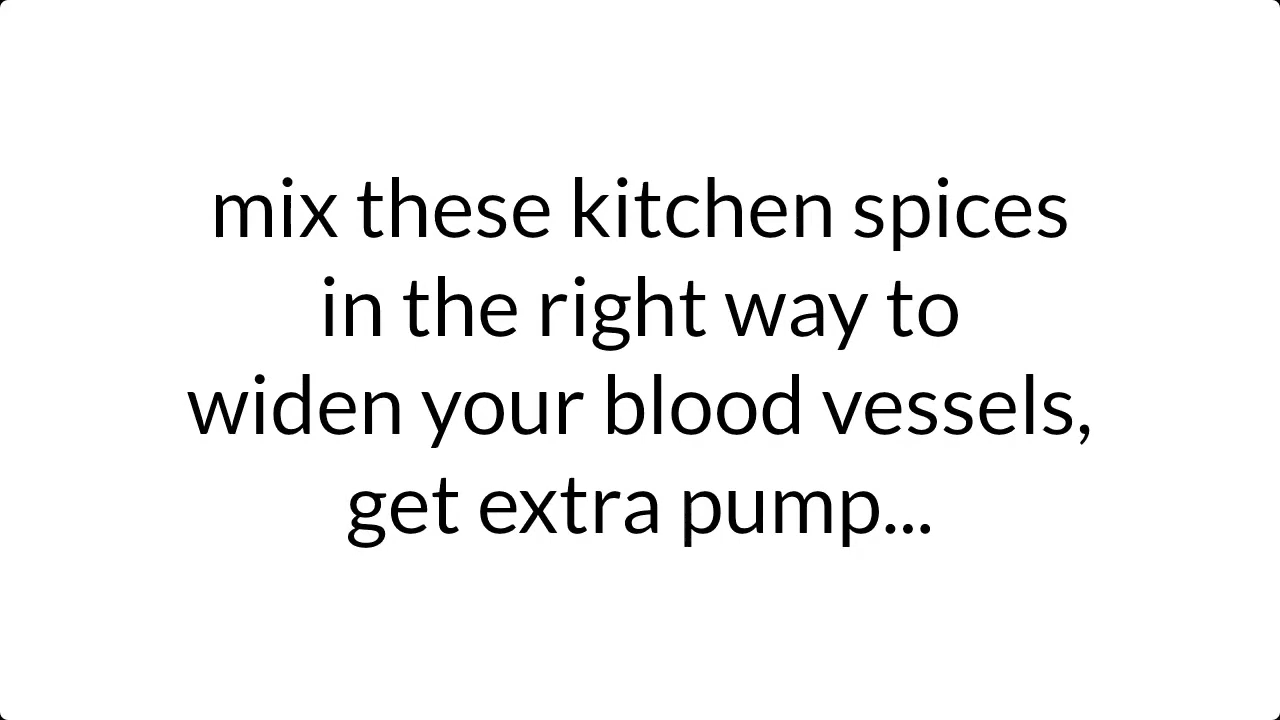 mix these kitchen spices
in the right way to
widen your blood vessels,
get extra pump...